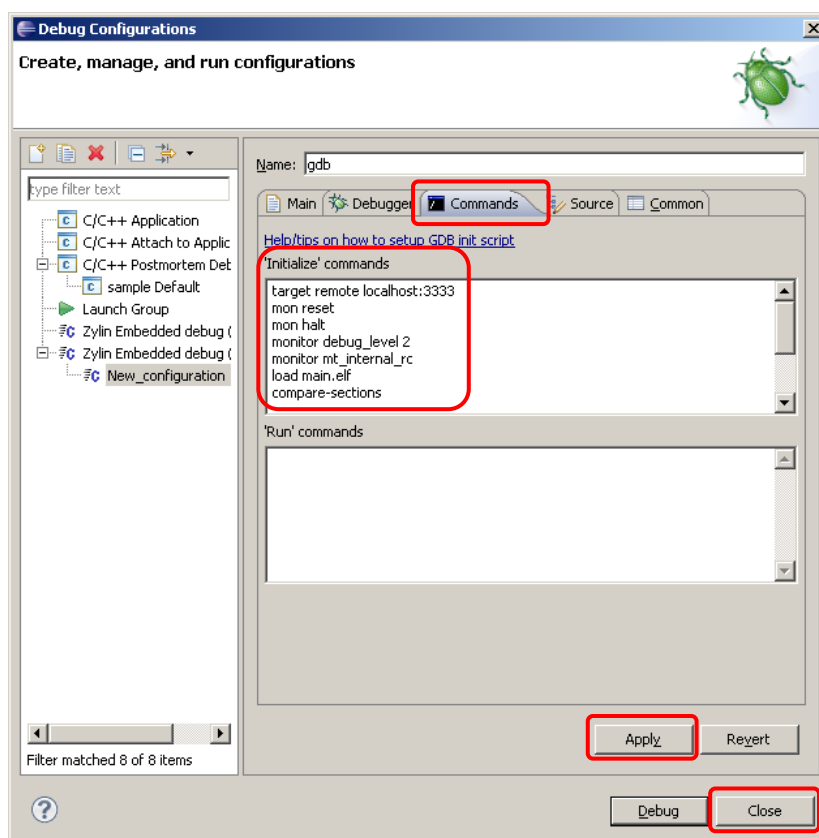 Debug Configurations
Create, manage, and run configurations
type filter text
C/C++ Application
C/C++ Attach to Applic
C/C++ Postmortem Det
sample Default
Launch Group
Zylin Embedded debug (
Zylin Embedded debug (
New_configuration
Filter matched 8 of 8 items
Name: gdb
Main Debugger Commands Source Common
Help/tips on how to setup GDB init script
'Initialize' commands
target remote localhost:3333
mon reset
mon halt
monitor debug_level 2
monitor mt_internal_rc
load main.elf
compare-sections
'Run' commands
Apply Revert
Debug Close